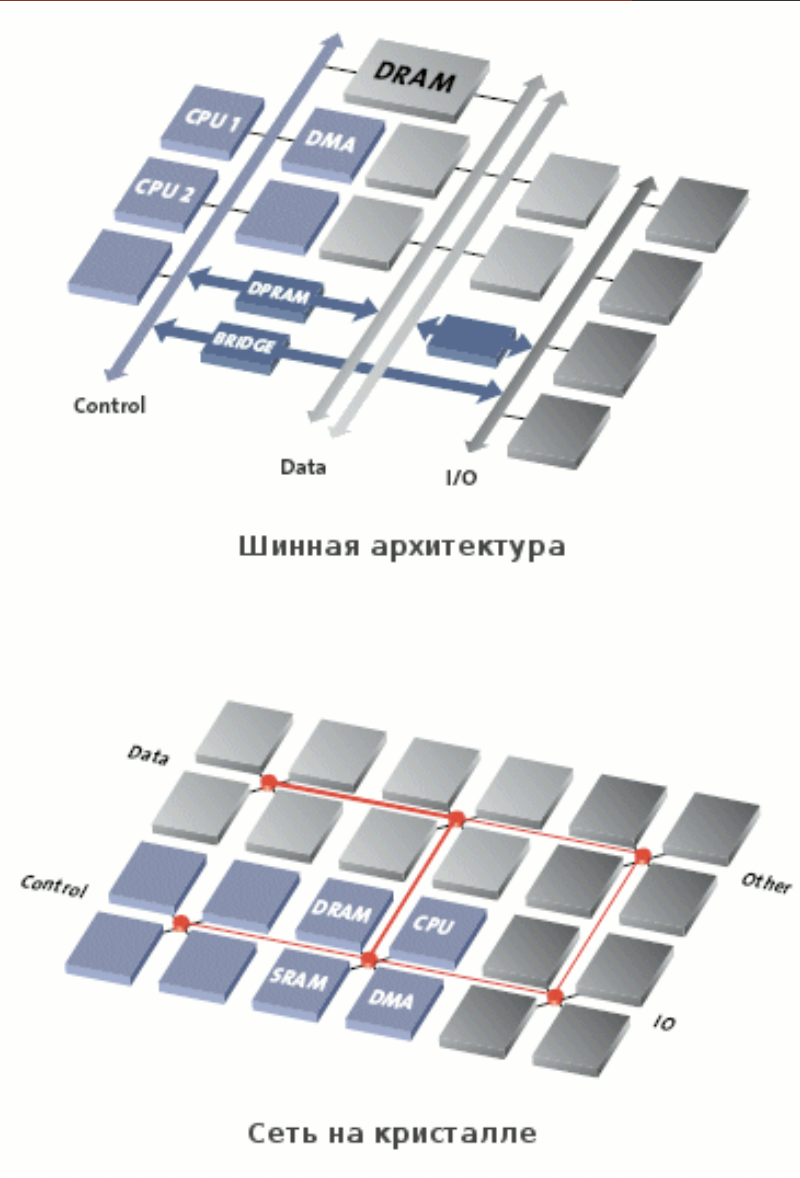 DRAM
CPU 1
DMA
CPU 2
DPRAM
BRIDGE
Control
Data
I/O
Шинная архитектура
Data
Control
Other
DRAM
CPU
SRAM
DMA
IO
Сеть на кристалле